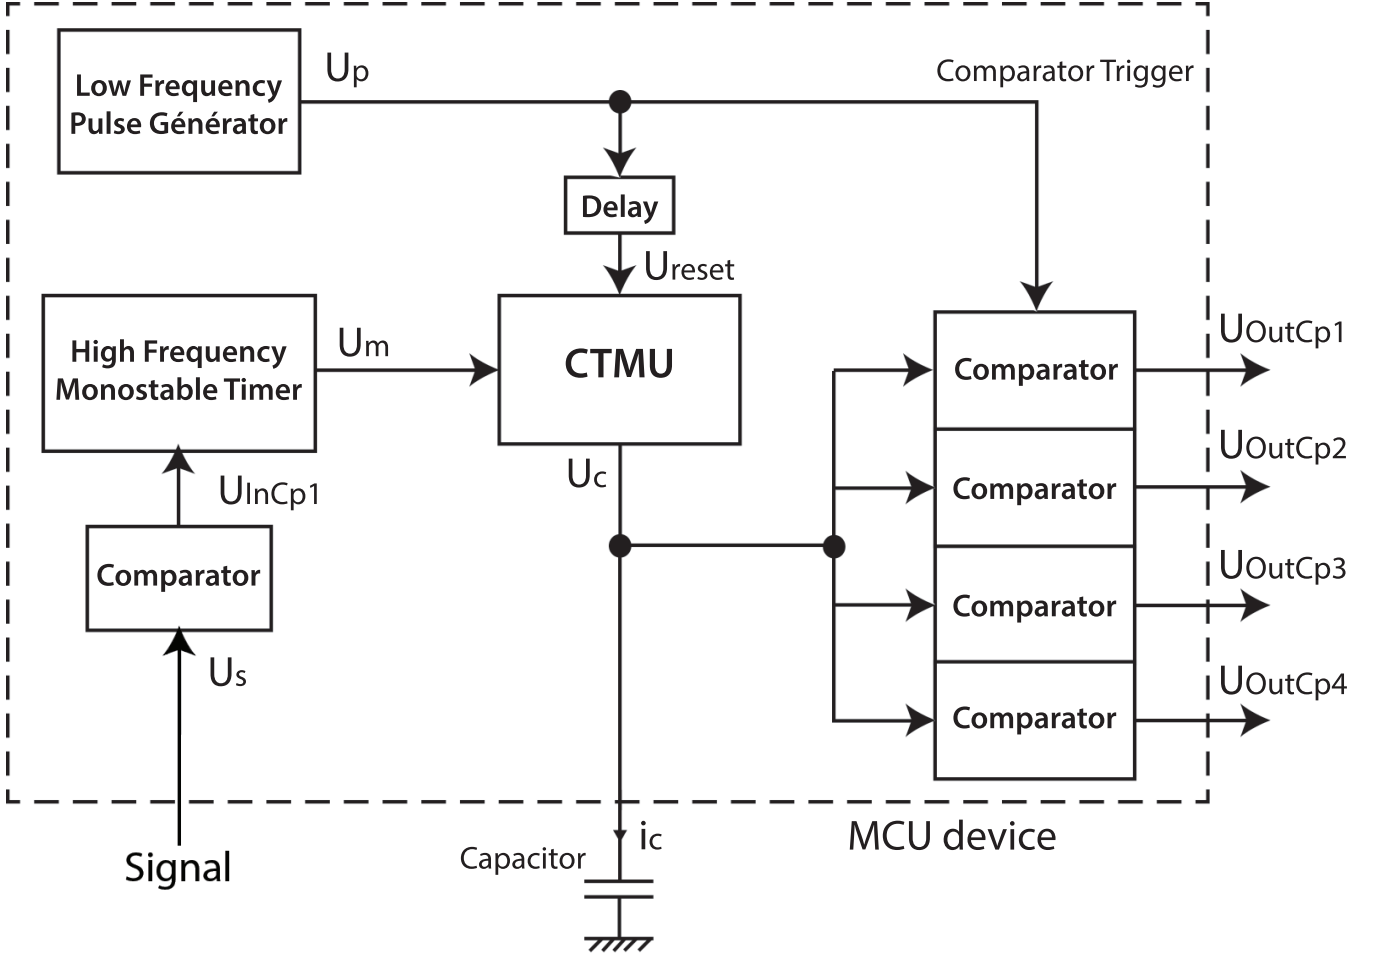 Low Frequency
Pulse Générator
Up
Comparator Trigger
Delay
Ureset
High Frequency
Monostable Timer
Um
CTMU
Comparator
UOutCp1
Uc
UInCp1
Comparator
UOutCp2
Comparator
Us
Comparator
UOutCp3
Comparator
UOutCp4
Signal
Capacitor
ic
MCU device